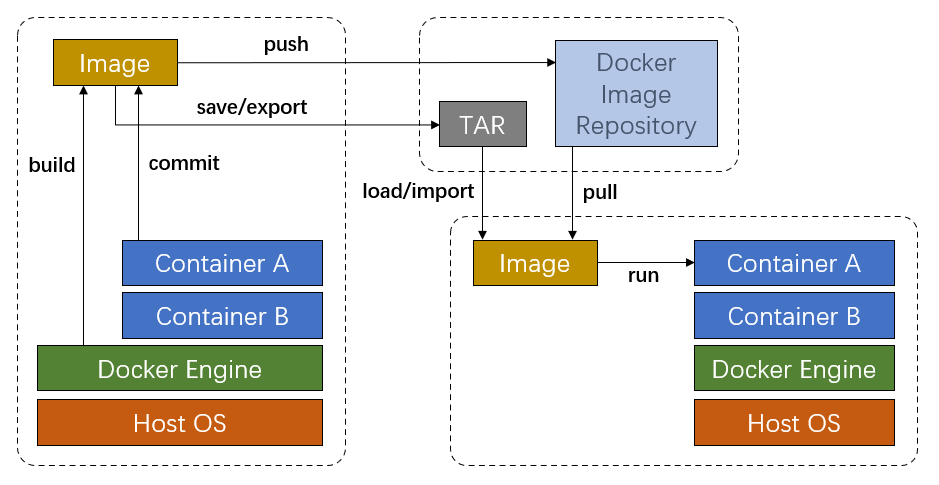 push
Image
Docker
Image
Repository
save/export
TAR
build
commit
load/import
pull
Container A
Image
run
Container A
Container B
Container B
Docker Engine
Docker Engine
Host OS
Host OS